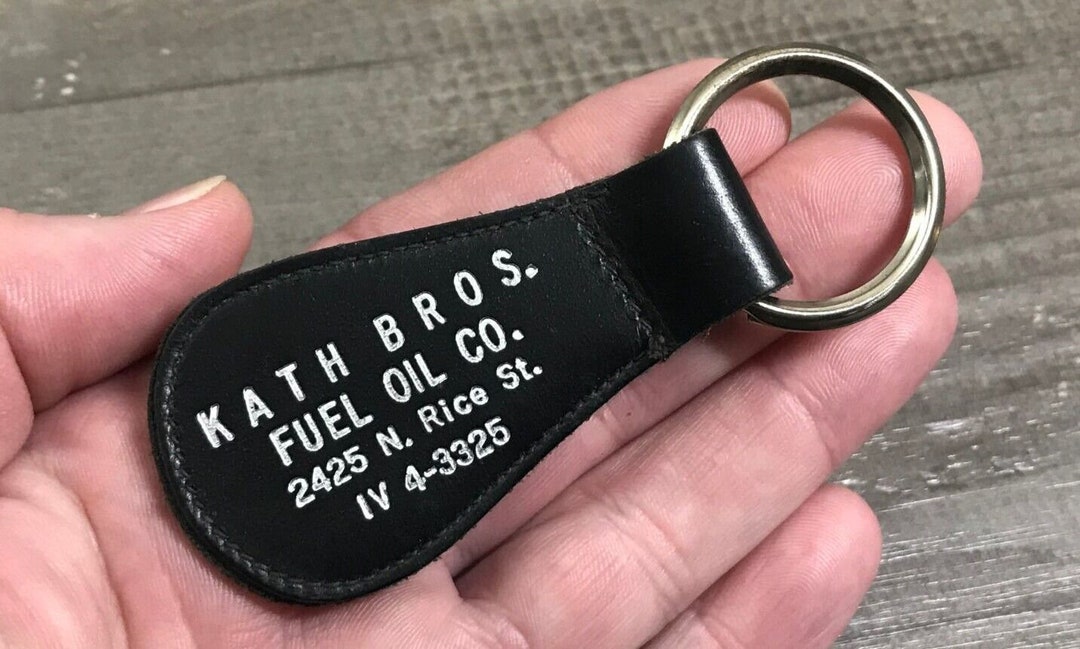 KATH BROS.
FUEL OIL CO.
2425 N. Rice St.
IV 4-3325